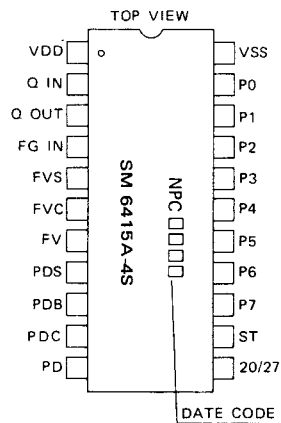 TOP VIEW
VDD VSS
Q IN P0
Q OUT P1
FG IN P2
FVS P3
FVC P4
FV P5
PDS P6
PDB P7
PDC ST
PD 20/27
SM 6415A-4S
NPC
DATE CODE